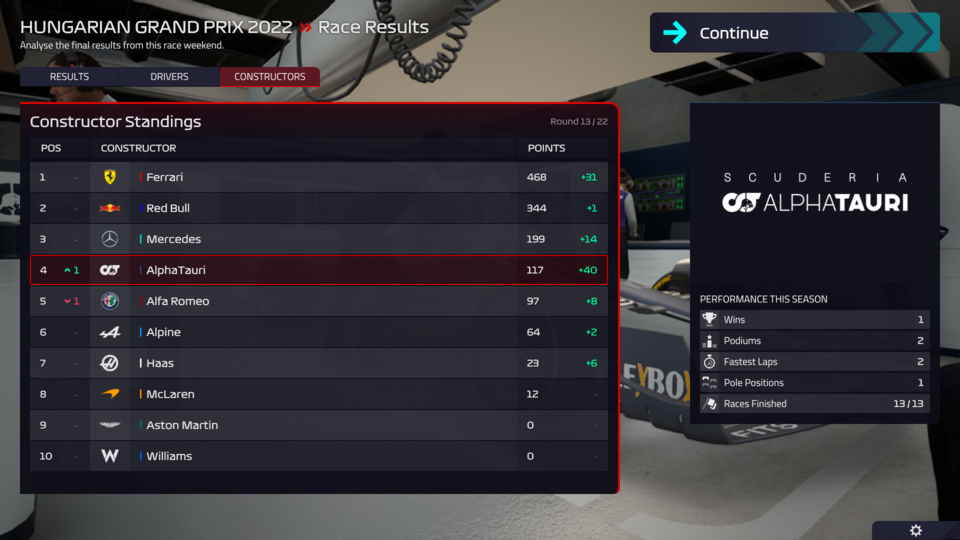 HUNGARIAN GRAND PRIX 2022 » Race Results
Analyse the final results from this race weekend.
Continue
RESULTS DRIVERS CONSTRUCTORS
Constructor Standings Round 13 / 22
POS CONSTRUCTOR POINTS
1 - Ferrari 468 +31
2 - Red Bull 344 +1
3 - Mercedes 199 +14
4 1 AlphaTauri 117 +40
5 1 Alfa Romeo 97 +8
6 - Alpine 64 +2
7 - Haas 23 +6
8 - McLaren 12 -
9 - Aston Martin 0 -
10 - Williams 0 -
SCUDERIA
ALPHATAURI
PERFORMANCE THIS SEASON
Wins 1
Podiums 2
Fastest Laps 2
Pole Positions 1
Races Finished 13 / 13